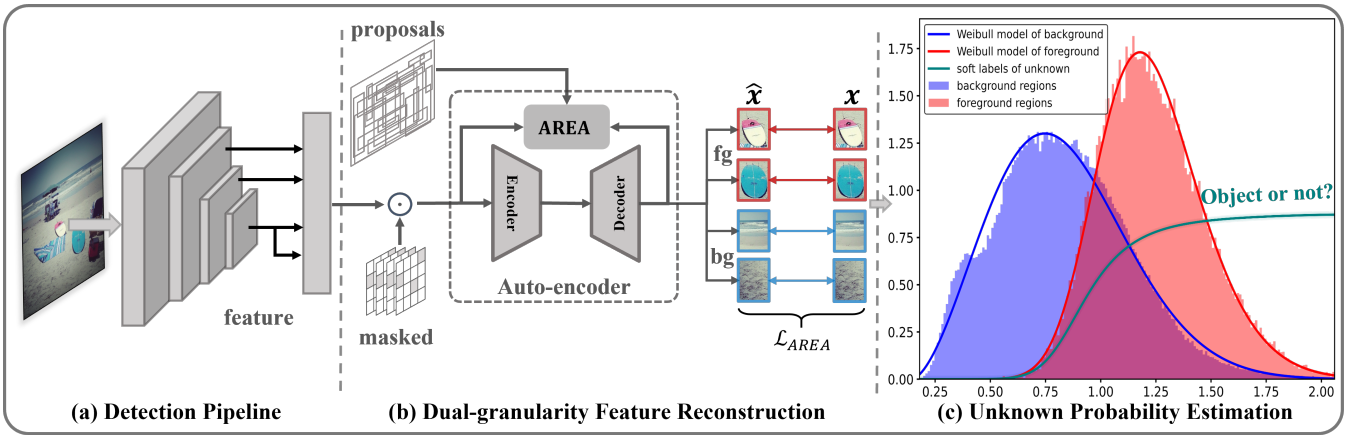 proposals
AREA
Encoder
Decoder
Auto-encoder
feature
masked
x̂
x
fg
bg
ℒ_AREA
(a) Detection Pipeline
(b) Dual-granularity Feature Reconstruction
Weibull model of background
Weibull model of foreground
soft labels of unknown
background regions
foreground regions
Object or not?
1.75
1.50
1.25
1.00
0.75
0.50
0.25
0.00
0.25
0.50
0.75
1.00
1.25
1.50
1.75
2.00
(c) Unknown Probability Estimation